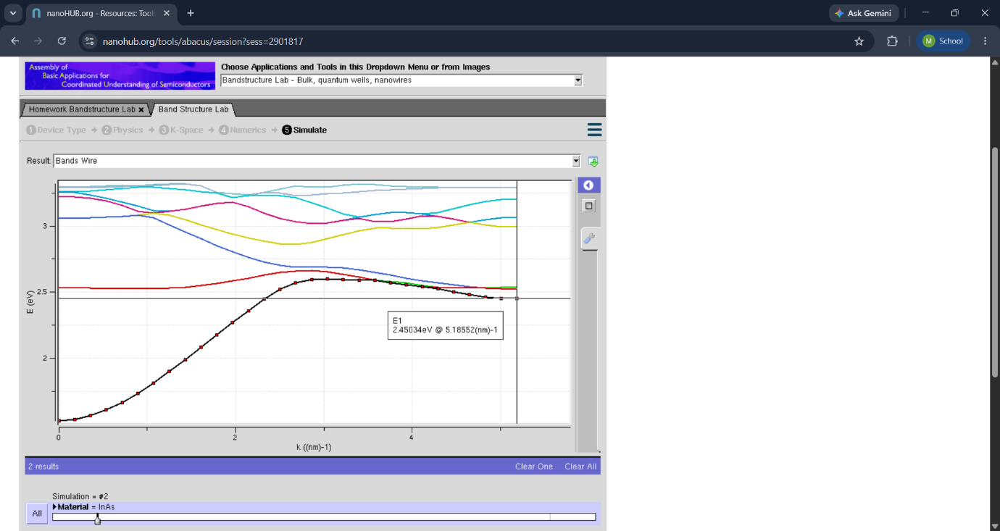 nanoHUB.org - Resources: Tool
Ask Gemini
nanohub.org/tools/abacus/session?sess=2901817
M School
Assembly of
Basic Applications for
Coordinated Understanding of Semiconductors
Choose Applications and Tools in this Dropdown Menu or from Images
Bandstructure Lab - Bulk, quantum wells, nanowires
Homework Bandstructure Lab × Band Structure Lab
1 Device Type → 2 Physics → 3 K-Space → 4 Numerics → 5 Simulate
Result: Bands Wire
3
2.5
2
E (eV)
E1
2.45034eV @ 5.18552(nm)-1
0 2 4
k ((nm)-1)
2 results Clear One Clear All
Simulation = #2
All
Material = InAs